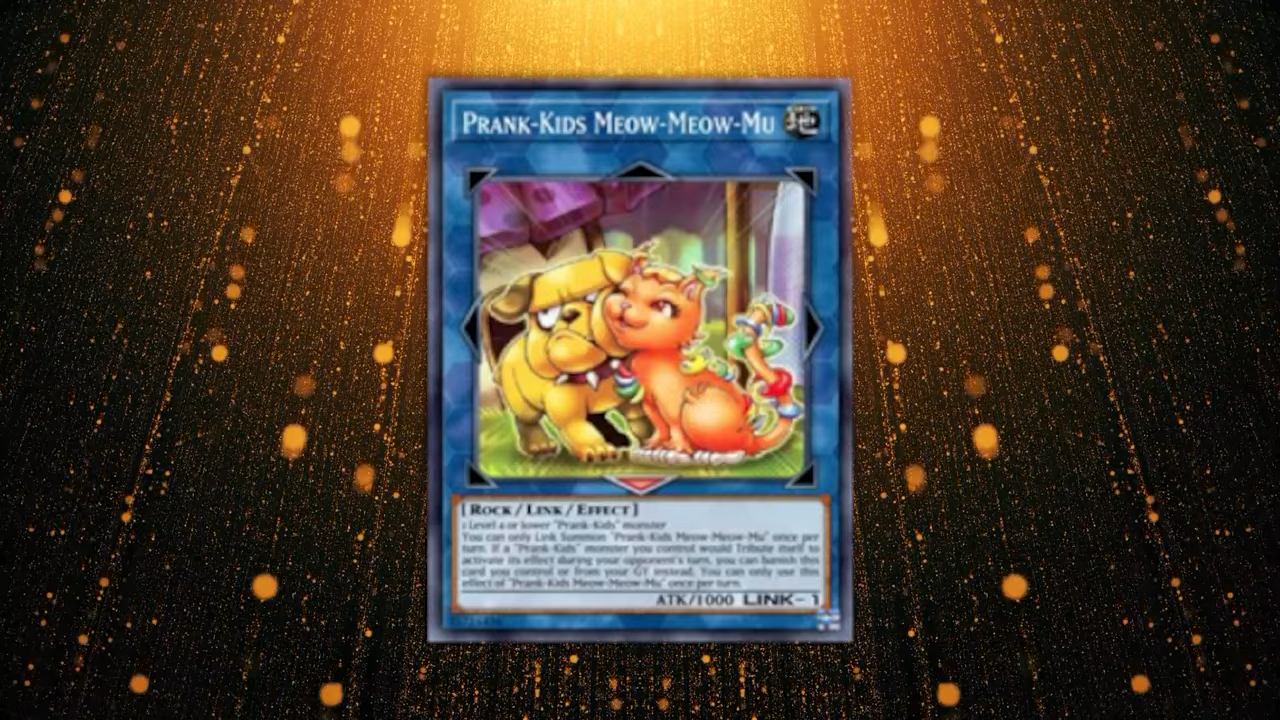 PRANK-KIDS MEOW-MEOW-MU
[ROCK/LINK/EFFECT]
1 Level 4 or lower "Prank-Kids" monster
You can only Link Summon "Prank-Kids Meow-Meow-Mu" once per
turn. If a "Prank-Kids" monster you control would Tribute itself to
activate its effect during your opponent's turn, you can banish this
card you control or from your GY instead. You can only use this
effect of "Prank-Kids Meow-Meow-Mu" once per turn.
ATK/1000 LINK-1